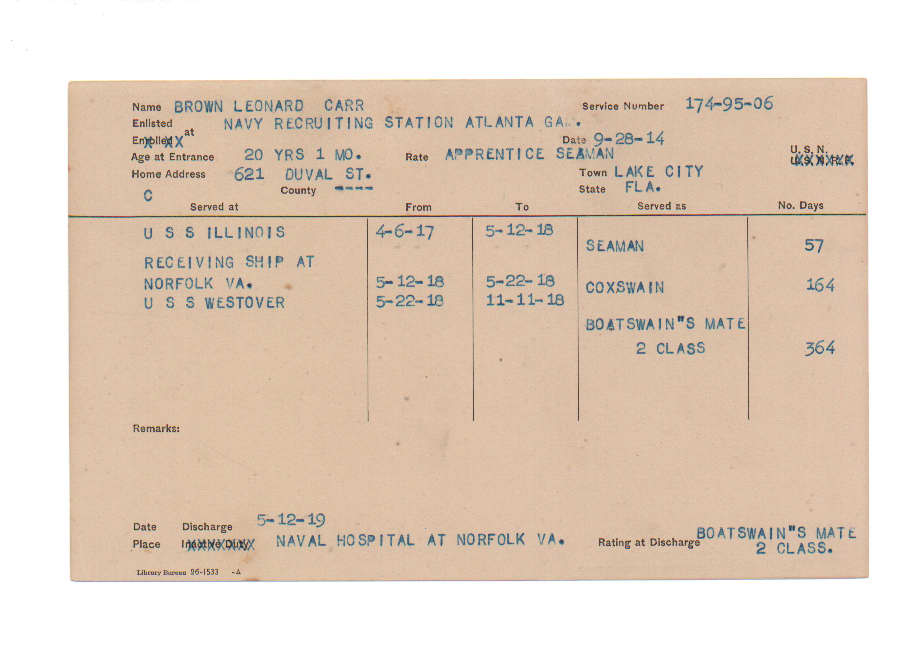 Name BROWN LEONARD CARR Service Number 174-95-06
Enlisted at NAVY RECRUITING STATION ATLANTA GA.
Enrolled Date 9-28-14
Age at Entrance 20 YRS 1 MO. Rate APPRENTICE SEAMAN U.S.N.
U.S.N.R.F.
Home Address 621 DUVAL ST. Town LAKE CITY
C County ---- State FLA.
Served at From To Served as No. Days
U S S ILLINOIS 4-6-17 5-12-18
SEAMAN 57
RECEIVING SHIP AT
NORFOLK VA. 5-12-18 5-22-18 COXSWAIN 164
U S S WESTOVER 5-22-18 11-11-18
BOATSWAIN"S MATE
2 CLASS 364
Remarks:
Date Discharge 5-12-19
Place Inactive Duty NAVAL HOSPITAL AT NORFOLK VA. Rating at Discharge BOATSWAIN"S MATE
2 CLASS.
Library Bureau 96-1533 -A